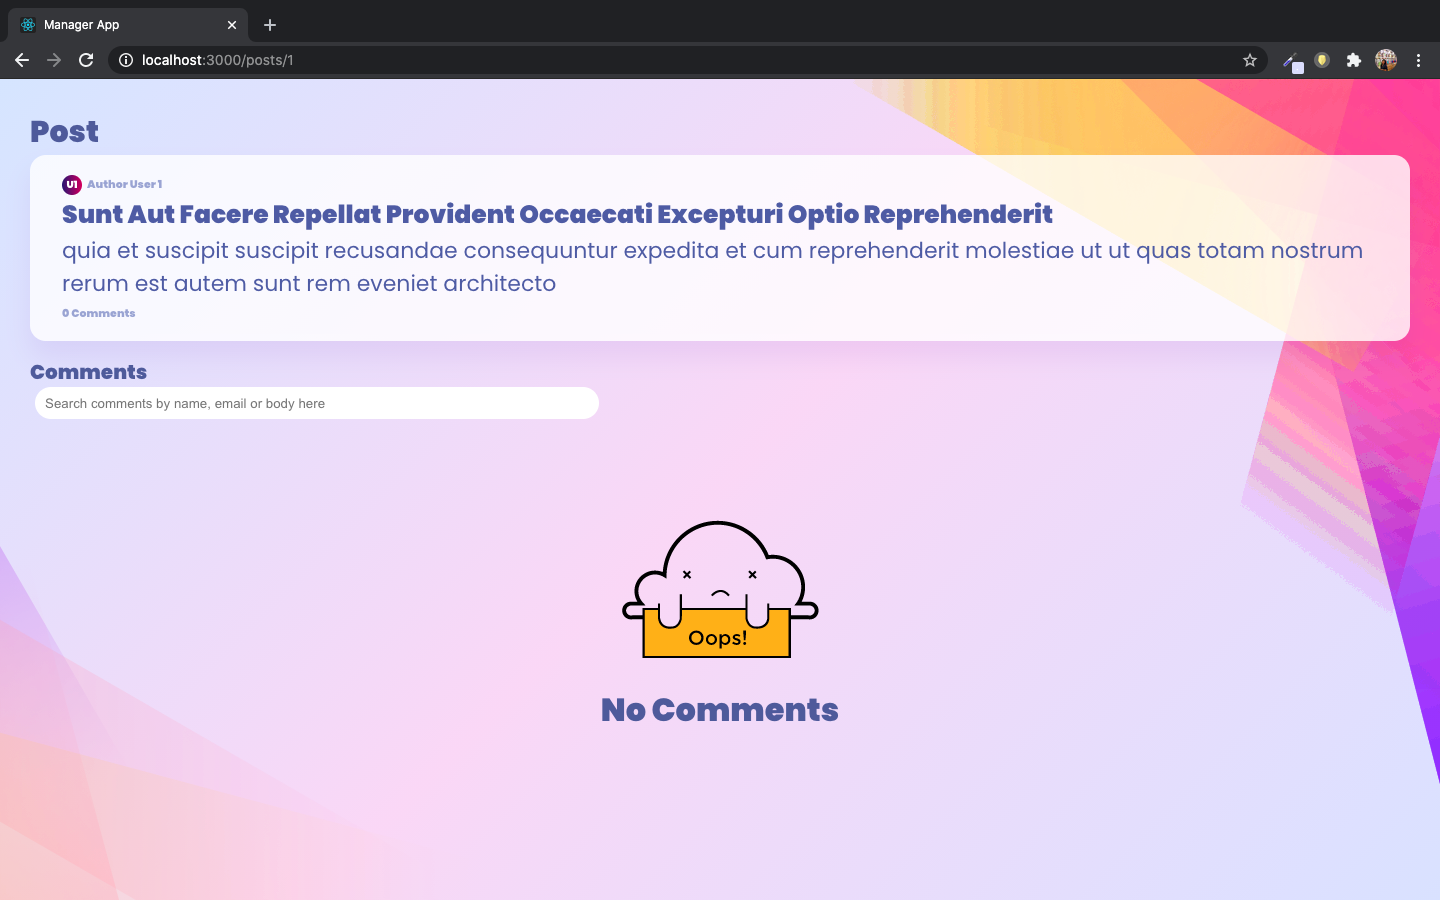 Manager App
localhost:3000/posts/1
Post
U1 Author User 1
Sunt Aut Facere Repellat Provident Occaecati Excepturi Optio Reprehenderit
quia et suscipit suscipit recusandae consequuntur expedita et cum reprehenderit molestiae ut ut quas totam nostrum
rerum est autem sunt rem eveniet architecto
0 Comments
Comments
Search comments by name, email or body here
Oops!
No Comments